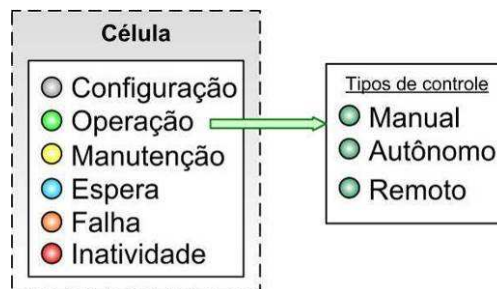 Célula
Configuração
Operação
Manutenção
Espera
Falha
Inatividade
Tipos de controle
Manual
Autônomo
Remoto